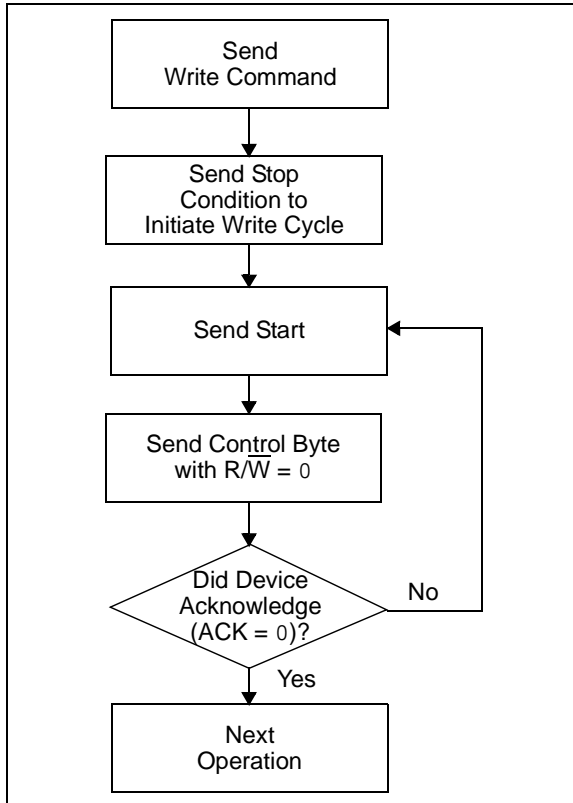 Send
Write Command
Send Stop
Condition to
Initiate Write Cycle
Send Start
Send Control Byte
with R/W̅ = 0
Did Device
Acknowledge
(ACK = 0)?
No
Yes
Next
Operation